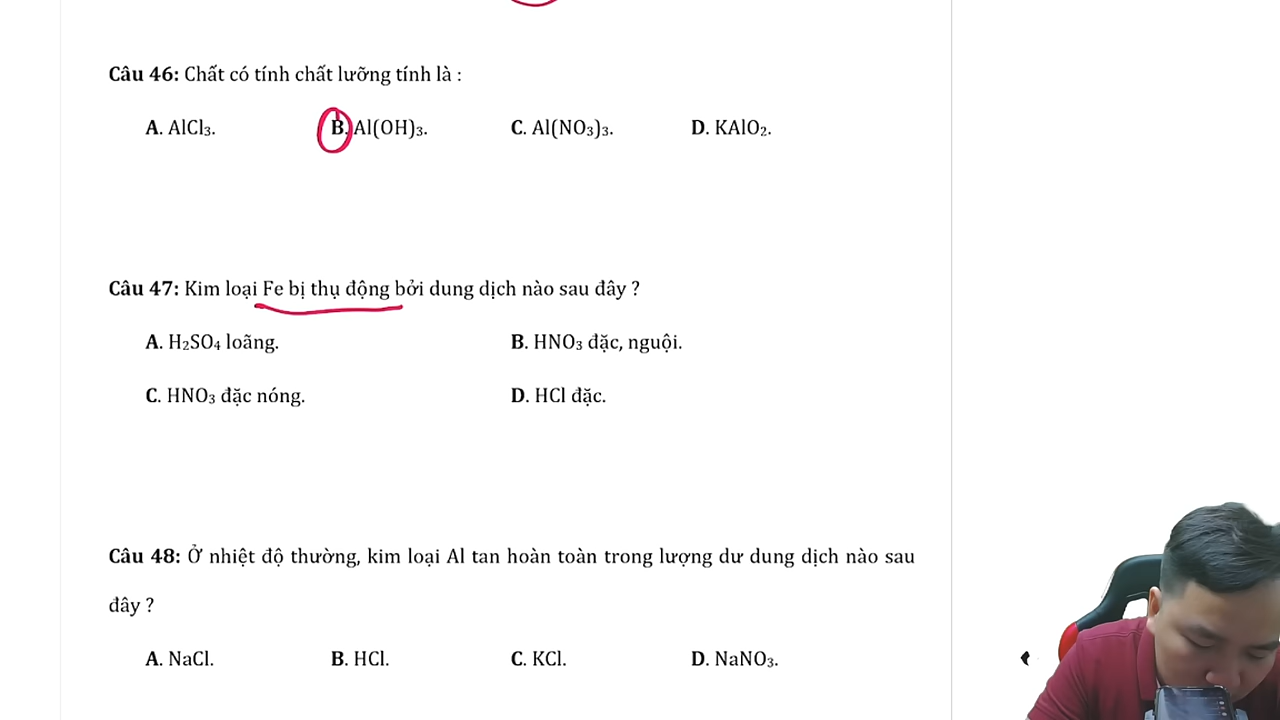 Câu 46: Chất có tính chất lưỡng tính là :
A. AlCl₃. B. Al(OH)₃. C. Al(NO₃)₃. D. KAlO₂.
Câu 47: Kim loại Fe bị thụ động bởi dung dịch nào sau đây ?
A. H₂SO₄ loãng. B. HNO₃ đặc, nguội.
C. HNO₃ đặc nóng. D. HCl đặc.
Câu 48: Ở nhiệt độ thường, kim loại Al tan hoàn toàn trong lượng dư dung dịch nào sau
đây ?
A. NaCl. B. HCl. C. KCl. D. NaNO₃.